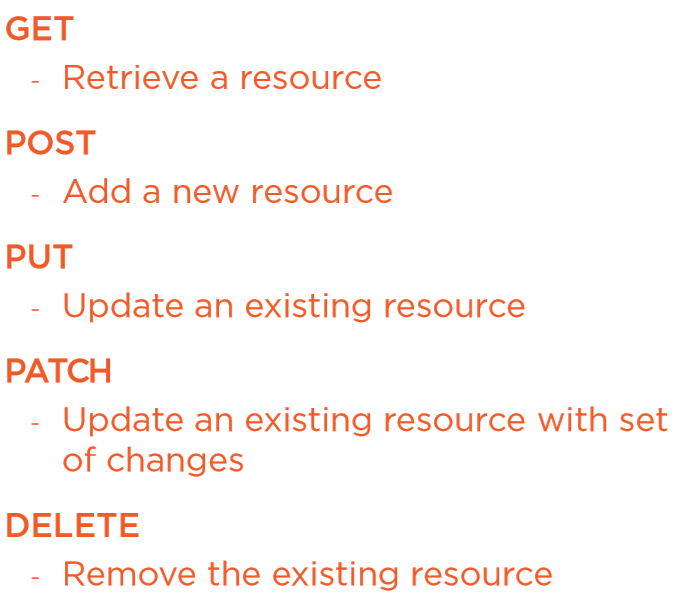 GET
- Retrieve a resource
POST
- Add a new resource
PUT
- Update an existing resource
PATCH
- Update an existing resource with set
of changes
DELETE
- Remove the existing resource